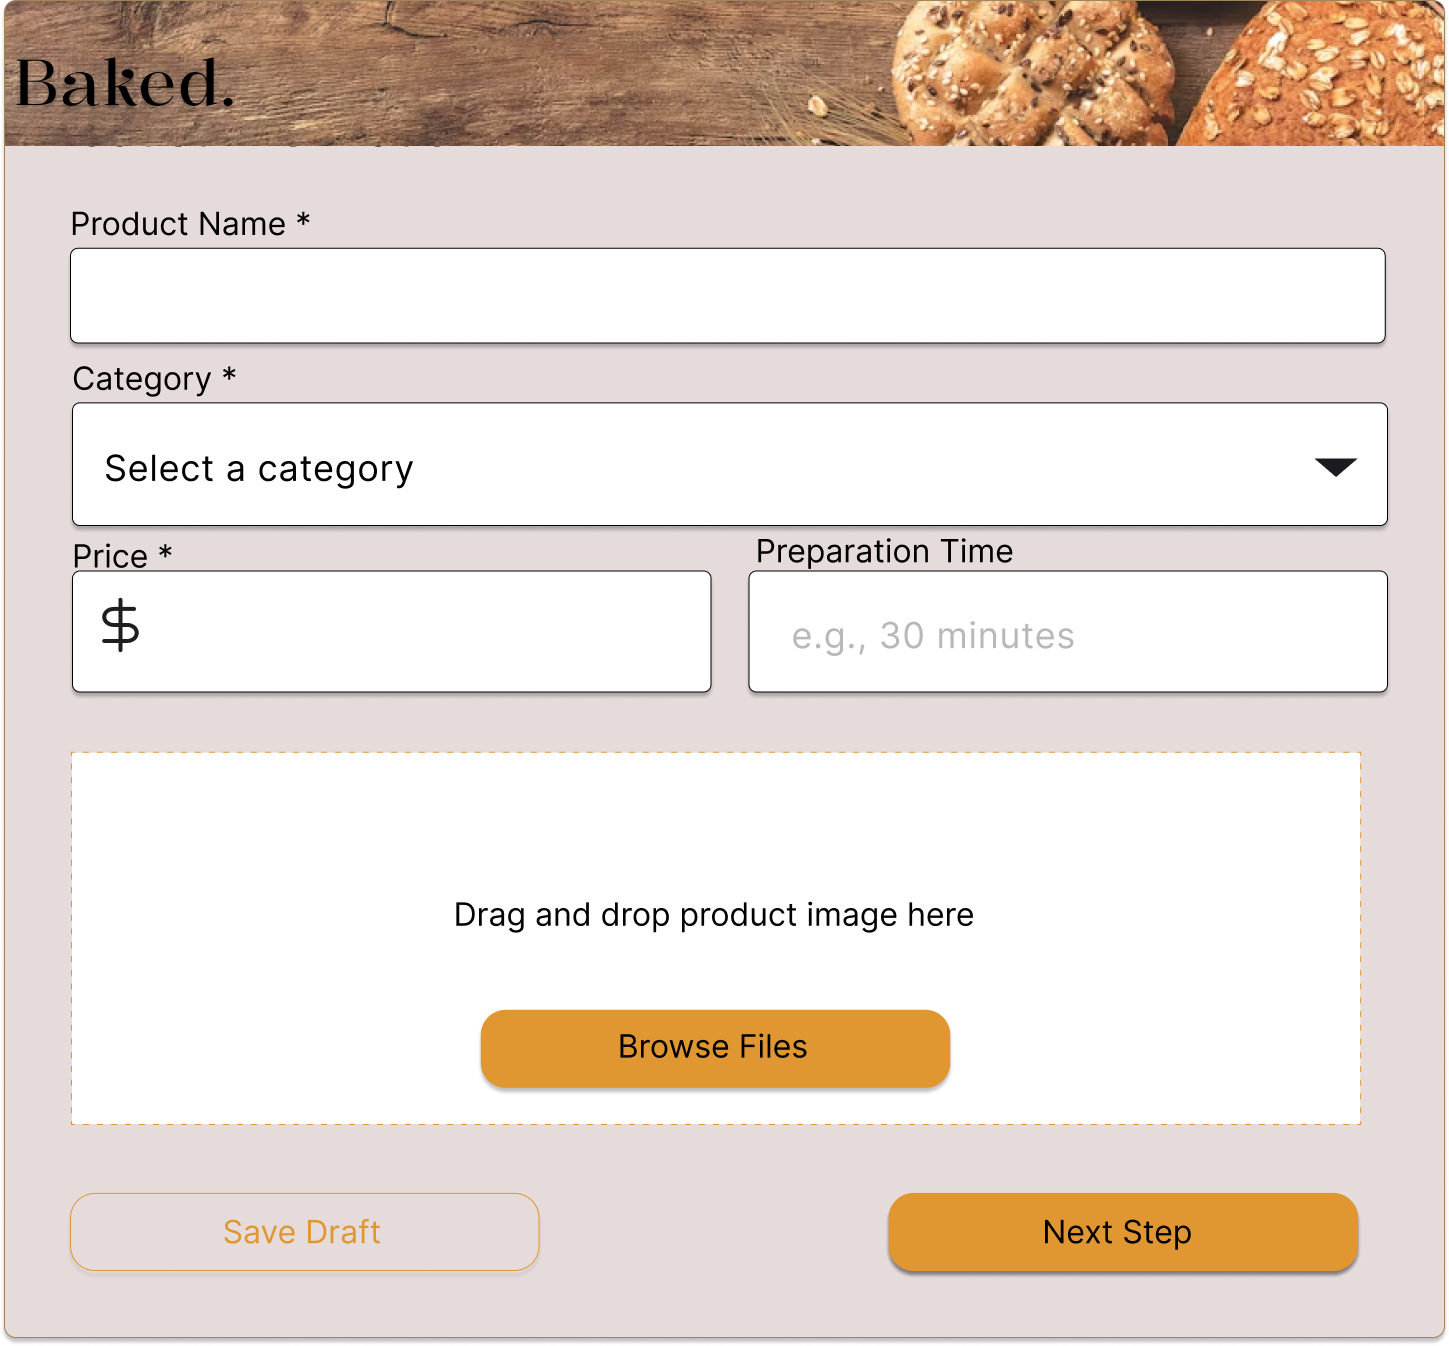 Baked.
Product Name *
Category *
Select a category
Price *
Preparation Time
$
e.g., 30 minutes
Drag and drop product image here
Browse Files
Save Draft
Next Step